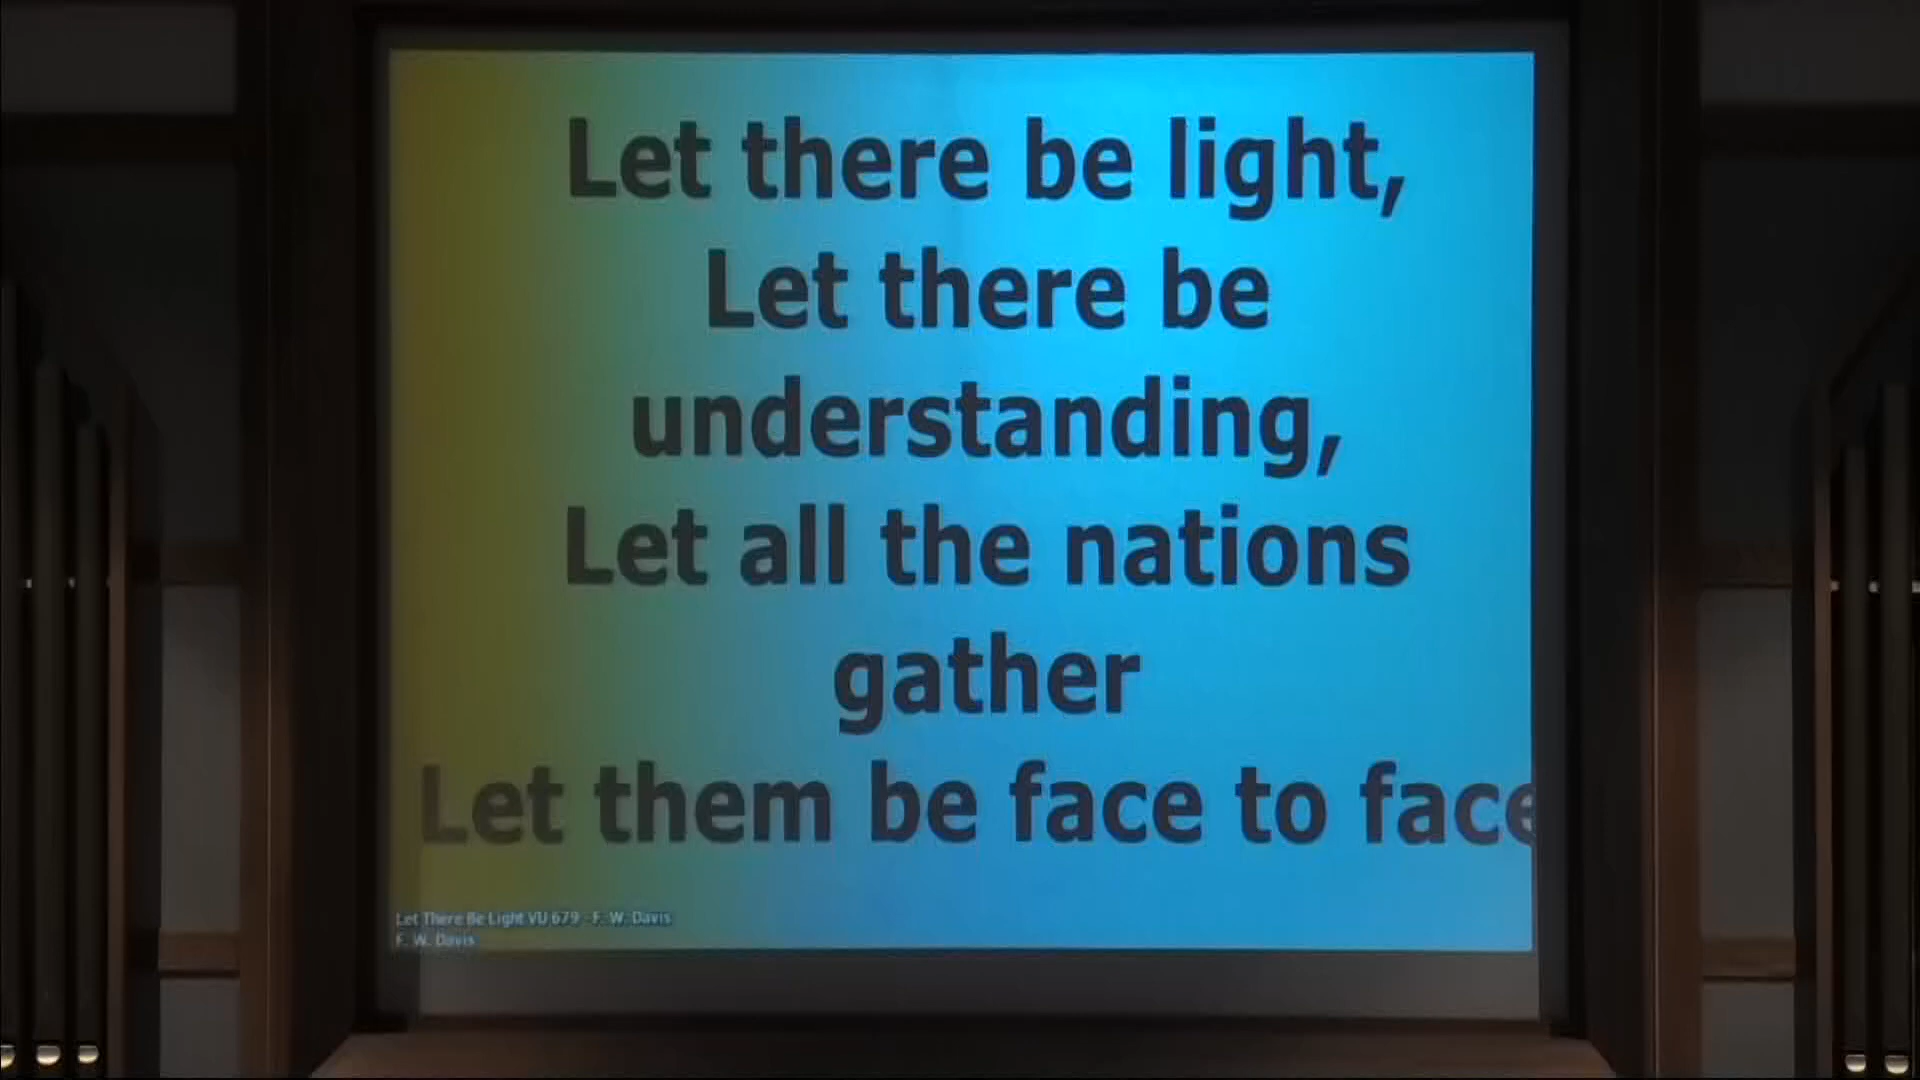 Let there be light,
Let there be
understanding,
Let all the nations
gather
Let them be face to face
Let There Be Light VU 679 - F. W. Davis
F. W. Davis